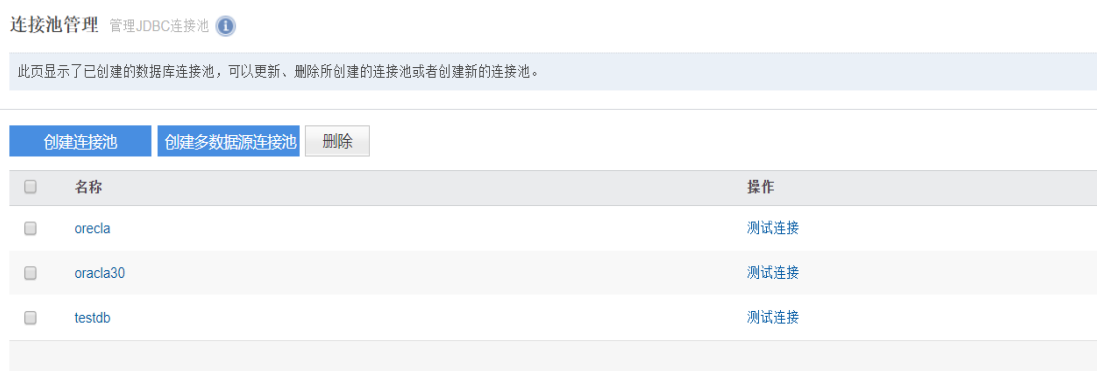 连接池管理 管理JDBC连接池 i
此页显示了已创建的数据库连接池，可以更新、删除所创建的连接池或者创建新的连接池。
创建连接池 创建多数据源连接池 删除
名称 操作
orecla 测试连接
oracla30 测试连接
testdb 测试连接